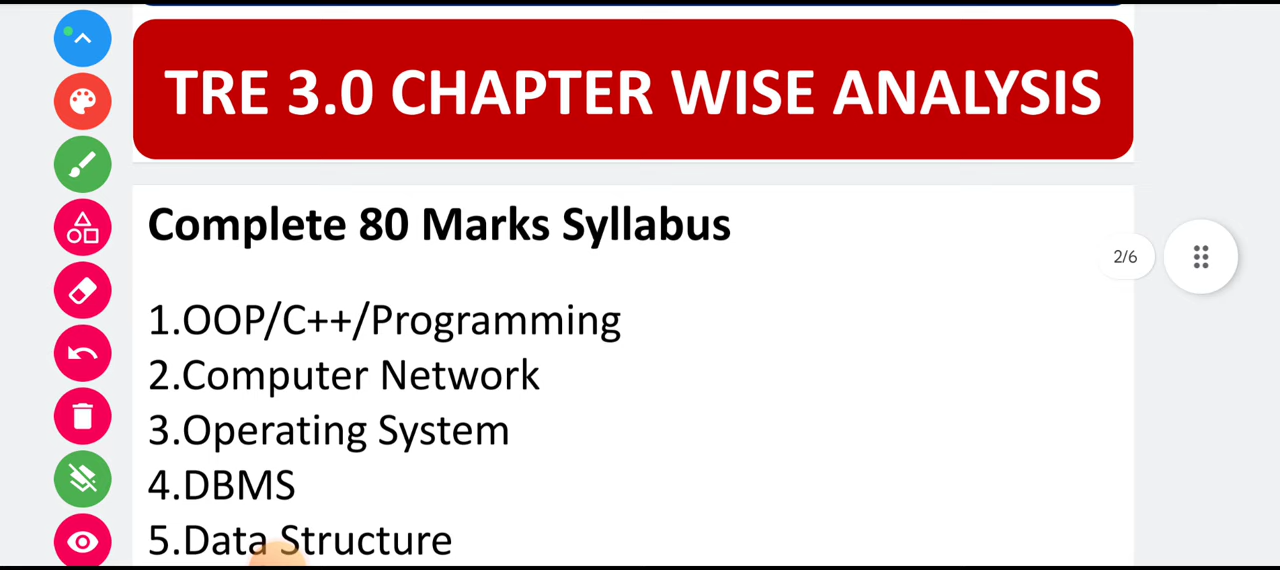 TRE 3.0 CHAPTER WISE ANALYSIS
Complete 80 Marks Syllabus
2/6
1.OOP/C++/Programming
2.Computer Network
3.Operating System
4.DBMS
5.Data Structure